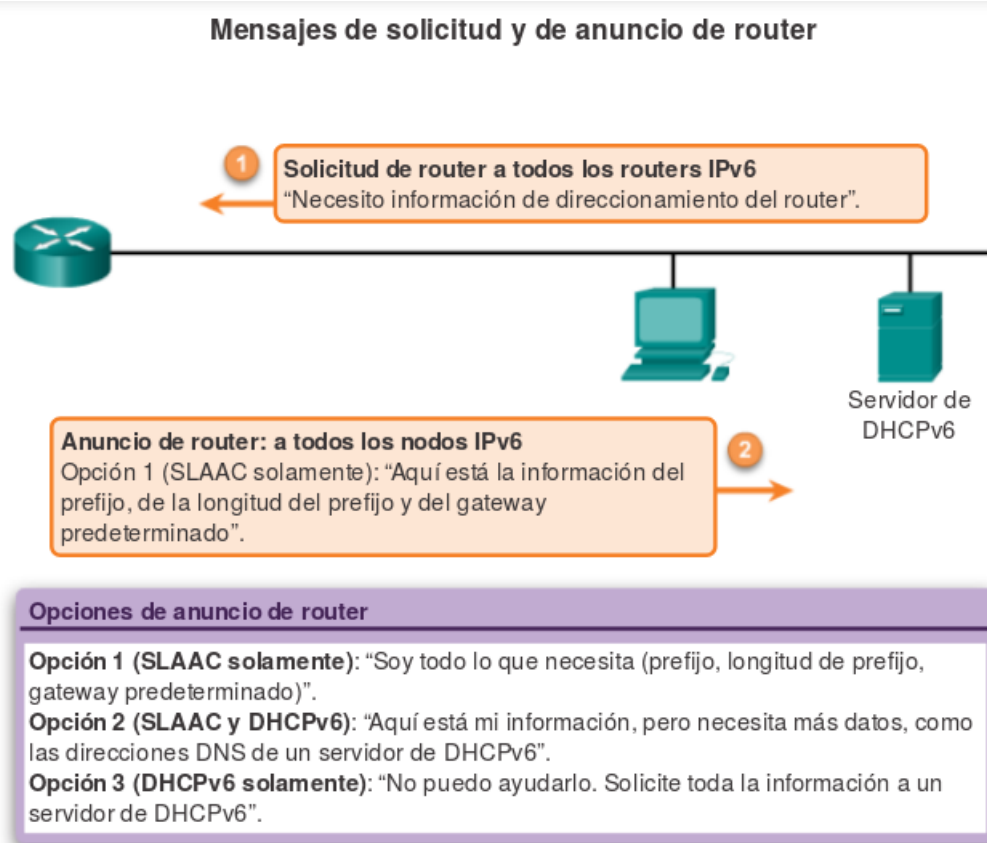 Mensajes de solicitud y de anuncio de router
1
Solicitud de router a todos los routers IPv6
“Necesito información de direccionamiento del router”.
Servidor de
DHCPv6
Anuncio de router: a todos los nodos IPv6
Opción 1 (SLAAC solamente): “Aquí está la información del
prefijo, de la longitud del prefijo y del gateway
predeterminado”.
2
Opciones de anuncio de router
Opción 1 (SLAAC solamente): “Soy todo lo que necesita (prefijo, longitud de prefijo,
gateway predeterminado)”.
Opción 2 (SLAAC y DHCPv6): “Aquí está mi información, pero necesita más datos, como
las direcciones DNS de un servidor de DHCPv6”.
Opción 3 (DHCPv6 solamente): “No puedo ayudarlo. Solicite toda la información a un
servidor de DHCPv6”.